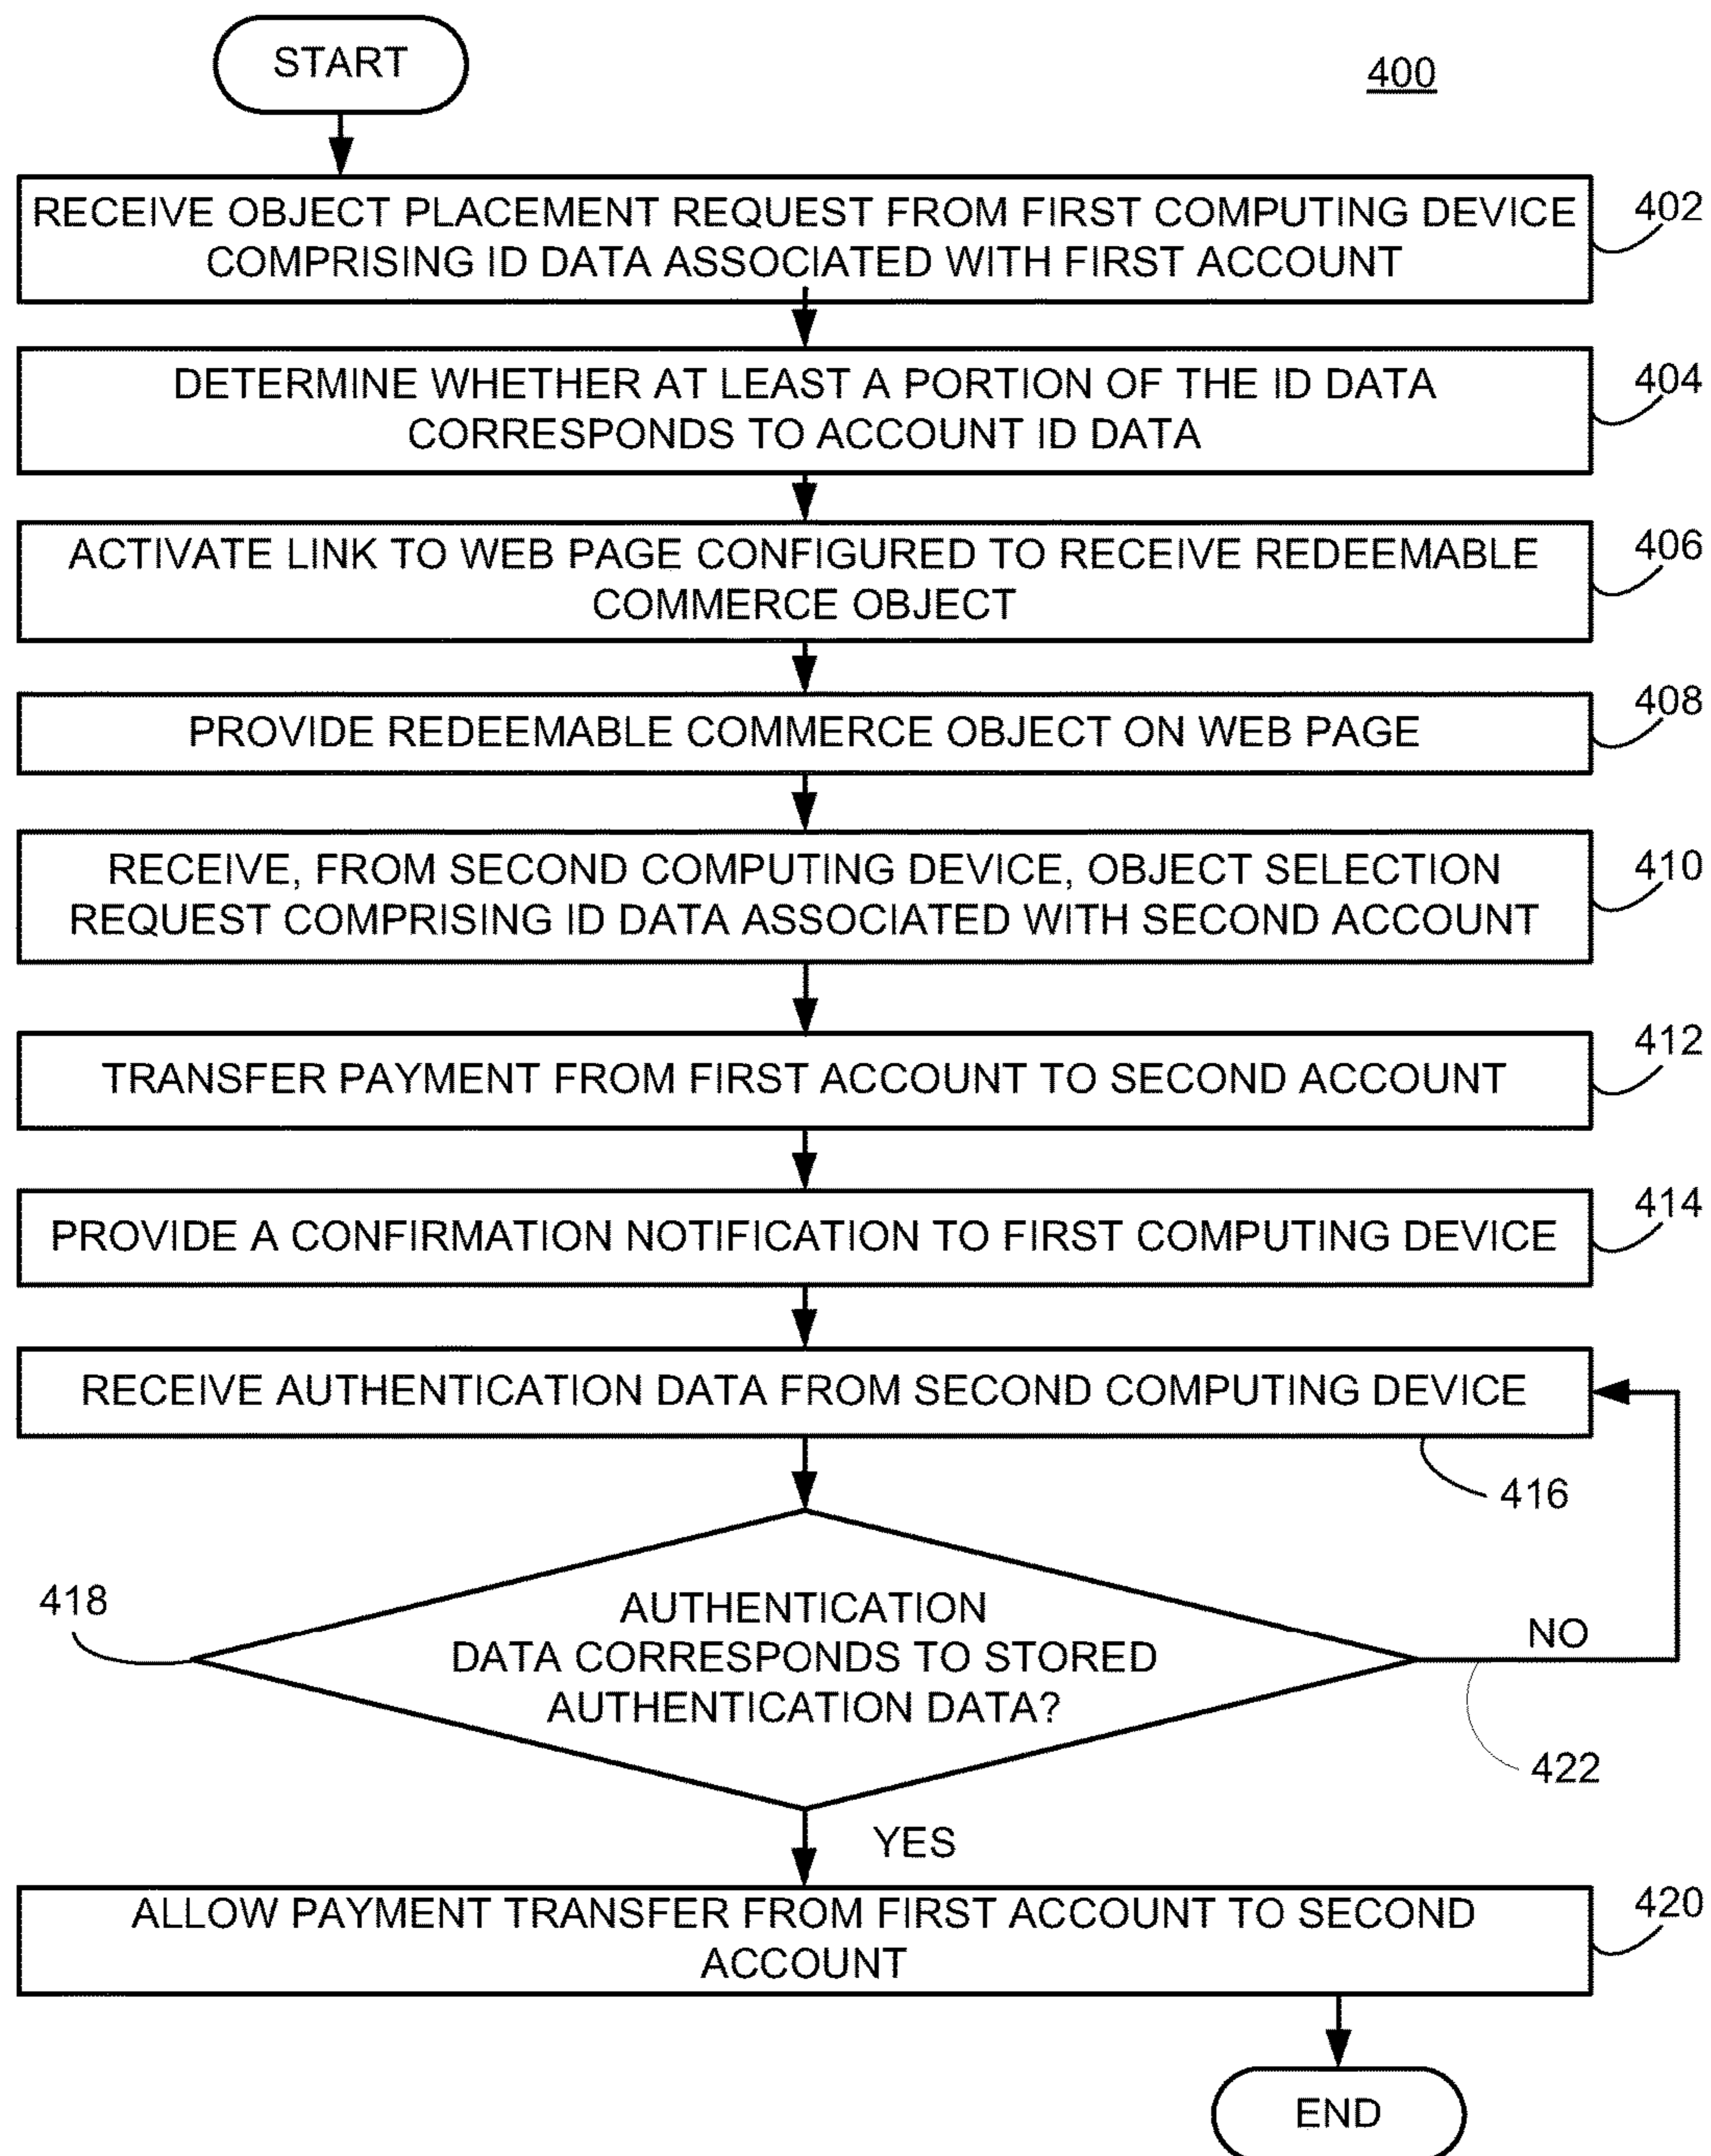 START
400
RECEIVE OBJECT PLACEMENT REQUEST FROM FIRST COMPUTING DEVICE
COMPRISING ID DATA ASSOCIATED WITH FIRST ACCOUNT
402
DETERMINE WHETHER AT LEAST A PORTION OF THE ID DATA
CORRESPONDS TO ACCOUNT ID DATA
404
ACTIVATE LINK TO WEB PAGE CONFIGURED TO RECEIVE REDEEMABLE
COMMERCE OBJECT
406
PROVIDE REDEEMABLE COMMERCE OBJECT ON WEB PAGE
408
RECEIVE, FROM SECOND COMPUTING DEVICE, OBJECT SELECTION
REQUEST COMPRISING ID DATA ASSOCIATED WITH SECOND ACCOUNT
410
TRANSFER PAYMENT FROM FIRST ACCOUNT TO SECOND ACCOUNT
412
PROVIDE A CONFIRMATION NOTIFICATION TO FIRST COMPUTING DEVICE
414
RECEIVE AUTHENTICATION DATA FROM SECOND COMPUTING DEVICE
416
418
AUTHENTICATION
DATA CORRESPONDS TO STORED
AUTHENTICATION DATA?
NO
422
YES
ALLOW PAYMENT TRANSFER FROM FIRST ACCOUNT TO SECOND
ACCOUNT
420
END